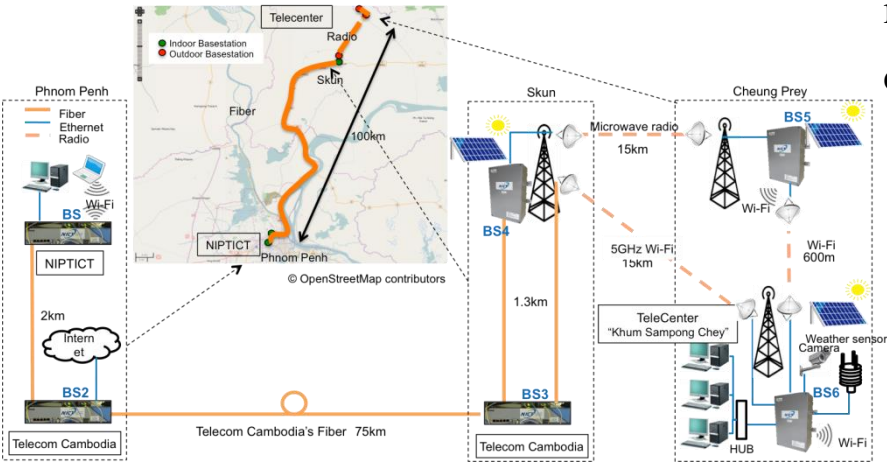 Telecenter
Radio
Indoor Basestation
Outdoor Basestation
Skun
Fiber
100km
NIPTICT
Phnom Penh
© OpenStreetMap contributors
Phnom Penh
Fiber
Ethernet
Radio
Wi-Fi
BS
NIPTICT
2km
Intern
et
BS2
Telecom Cambodia
Telecom Cambodia's Fiber 75km
Skun
BS4
1.3km
BS3
Telecom Cambodia
Microwave radio
15km
5GHz Wi-Fi
15km
Cheung Prey
BS5
Wi-Fi
Wi-Fi
600m
TeleCenter
“Khum Sampong Chey”
Weather sensor
Camera
BS6
HUB
Wi-Fi